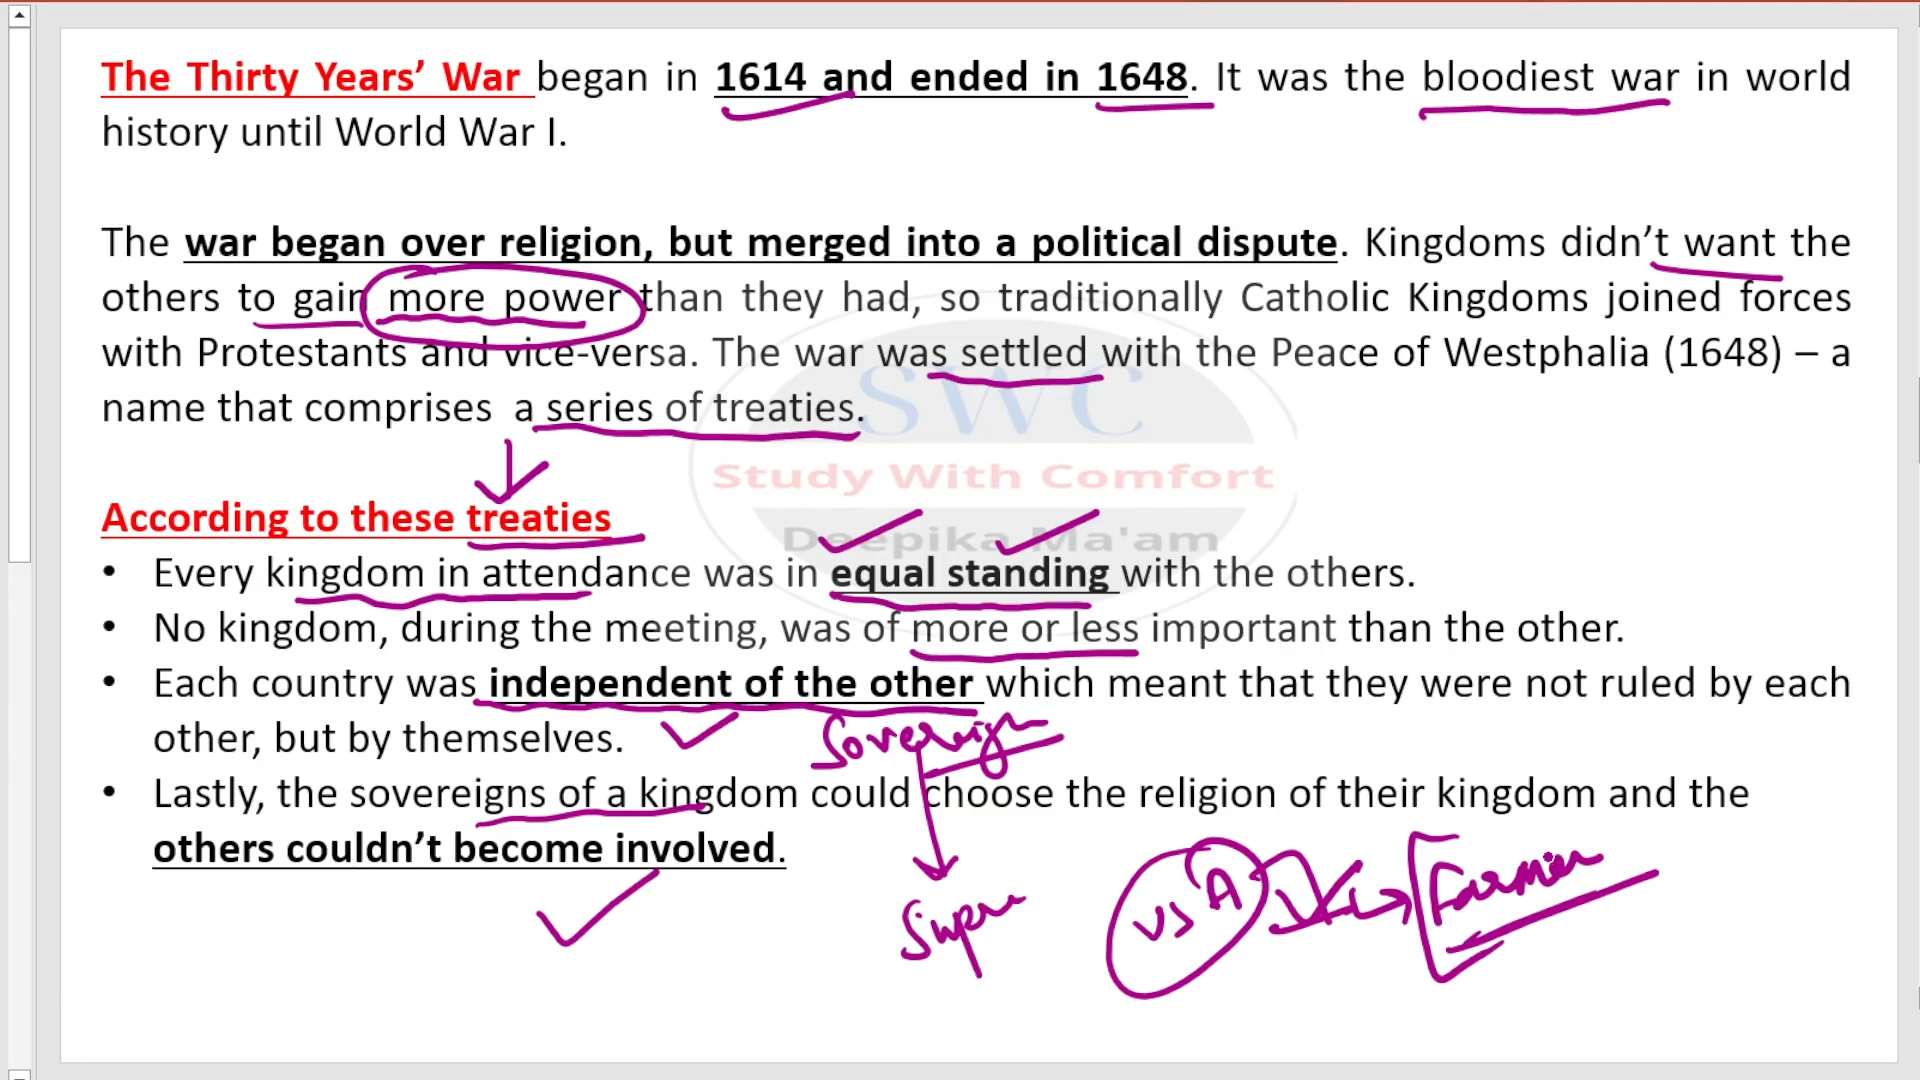 The Thirty Years’ War began in 1614 and ended in 1648. It was the bloodiest war in world
history until World War I.
The war began over religion, but merged into a political dispute. Kingdoms didn’t want the
others to gain more power than they had, so traditionally Catholic Kingdoms joined forces
with Protestants and vice-versa. The war was settled with the Peace of Westphalia (1648) – a
name that comprises a series of treaties.
SWC
Study With Comfort
According to these treaties
Deepika Ma'am
• Every kingdom in attendance was in equal standing with the others.
• No kingdom, during the meeting, was of more or less important than the other.
• Each country was independent of the other which meant that they were not ruled by each
other, but by themselves.
Sovereign
• Lastly, the sovereigns of a kingdom could choose the religion of their kingdom and the
others couldn’t become involved.
USA
Farmer